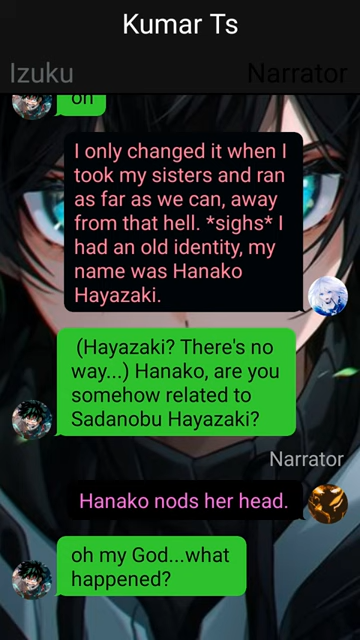 Kumar Ts
Izuku
Narrator
oh
I only changed it when I
took my sisters and ran
as far as we can, away
from that hell. *sighs* I
had an old identity, my
name was Hanako
Hayazaki.
(Hayazaki? There's no
way...) Hanako, are you
somehow related to
Sadanobu Hayazaki?
Narrator
Hanako nods her head.
oh my God...what
happened?